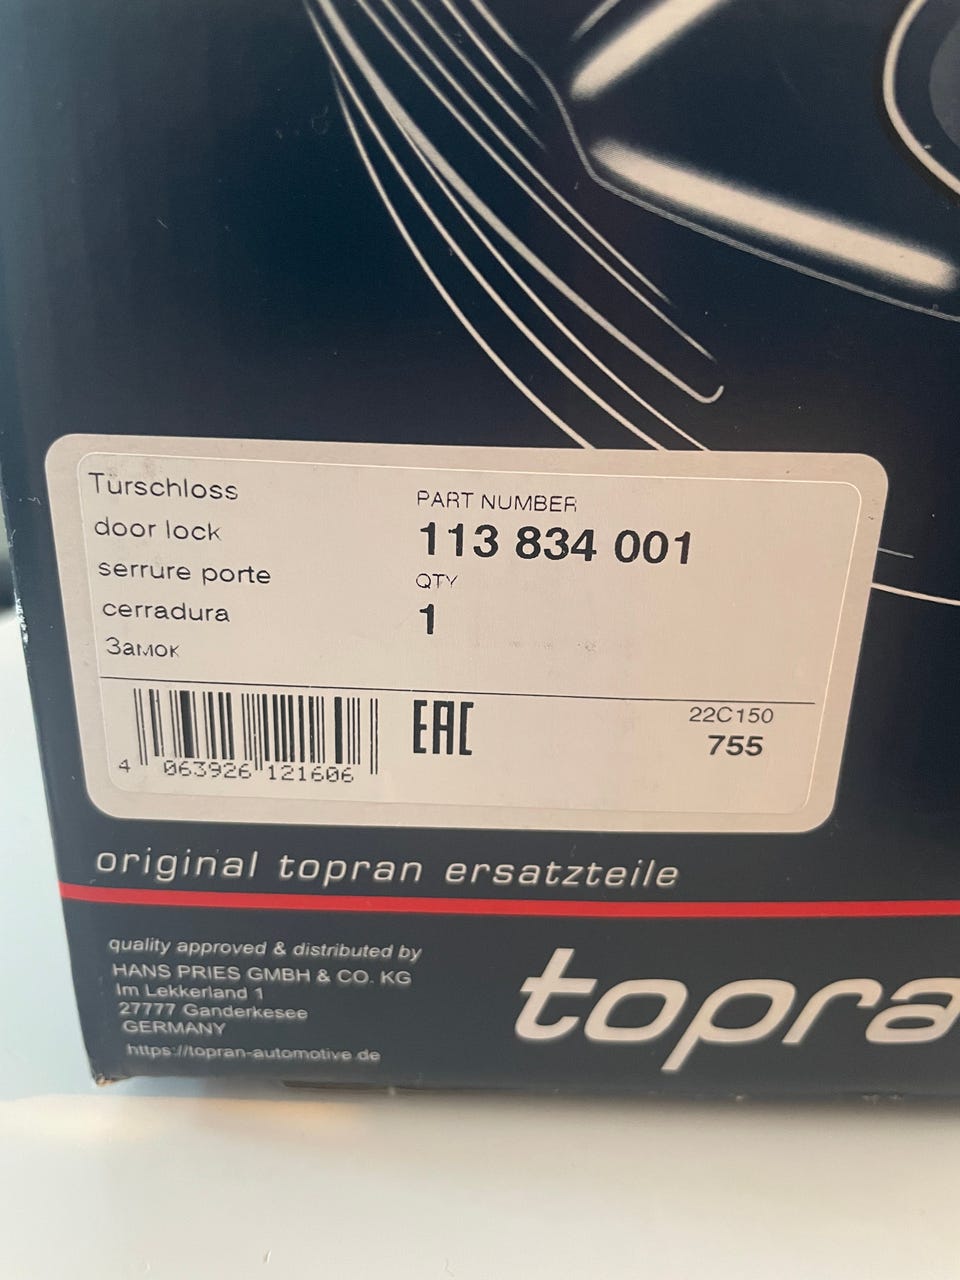 Türschloss
door lock
serrure porte
cerradura
Замок
PART NUMBER
113 834 001
QTY
1
4 063926 121606
EAC
22C150
755
original topran ersatzteile
quality approved & distributed by
HANS PRIES GMBH & CO. KG
Im Lekkerland 1
27777 Ganderkesee
GERMANY
https://topran-automotive.de
topran